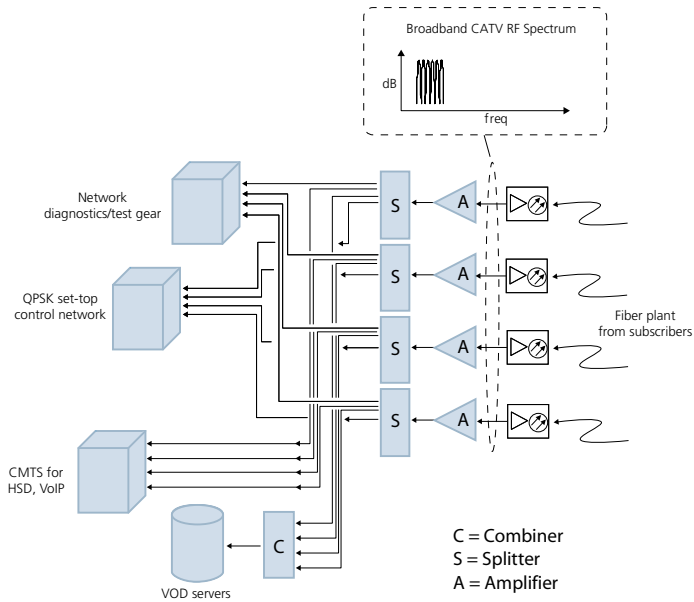 Broadband CATV RF Spectrum
dB
freq
Network
diagnostics/test gear
S
A
QPSK set-top
control network
S
A
Fiber plant
from subscribers
S
A
S
A
CMTS for
HSD, VoIP
C
VOD servers
C = Combiner
S = Splitter
A = Amplifier